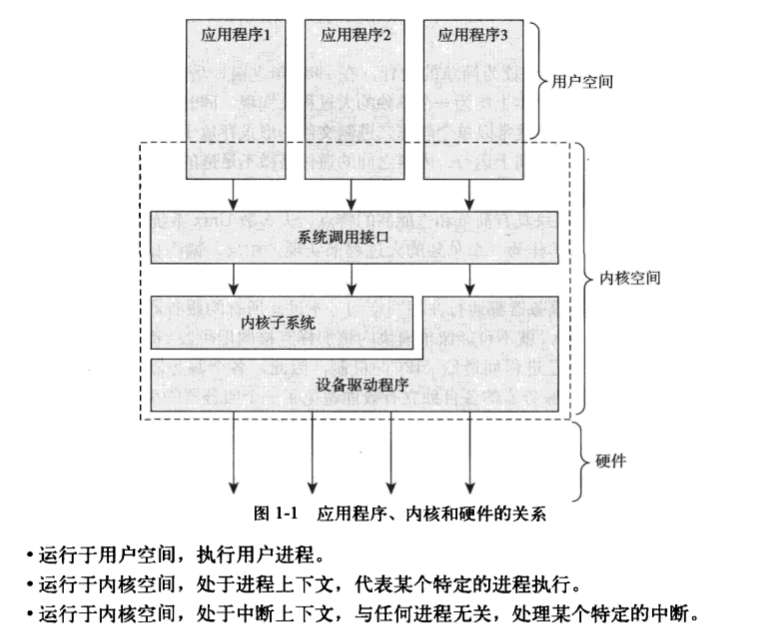 应用程序1 应用程序2 应用程序3
用户空间
系统调用接口
内核空间
内核子系统
设备驱动程序
硬件
图 1-1 应用程序、内核和硬件的关系
• 运行于用户空间，执行用户进程。
• 运行于内核空间，处于进程上下文，代表某个特定的进程执行。
• 运行于内核空间，处于中断上下文，与任何进程无关，处理某个特定的中断。